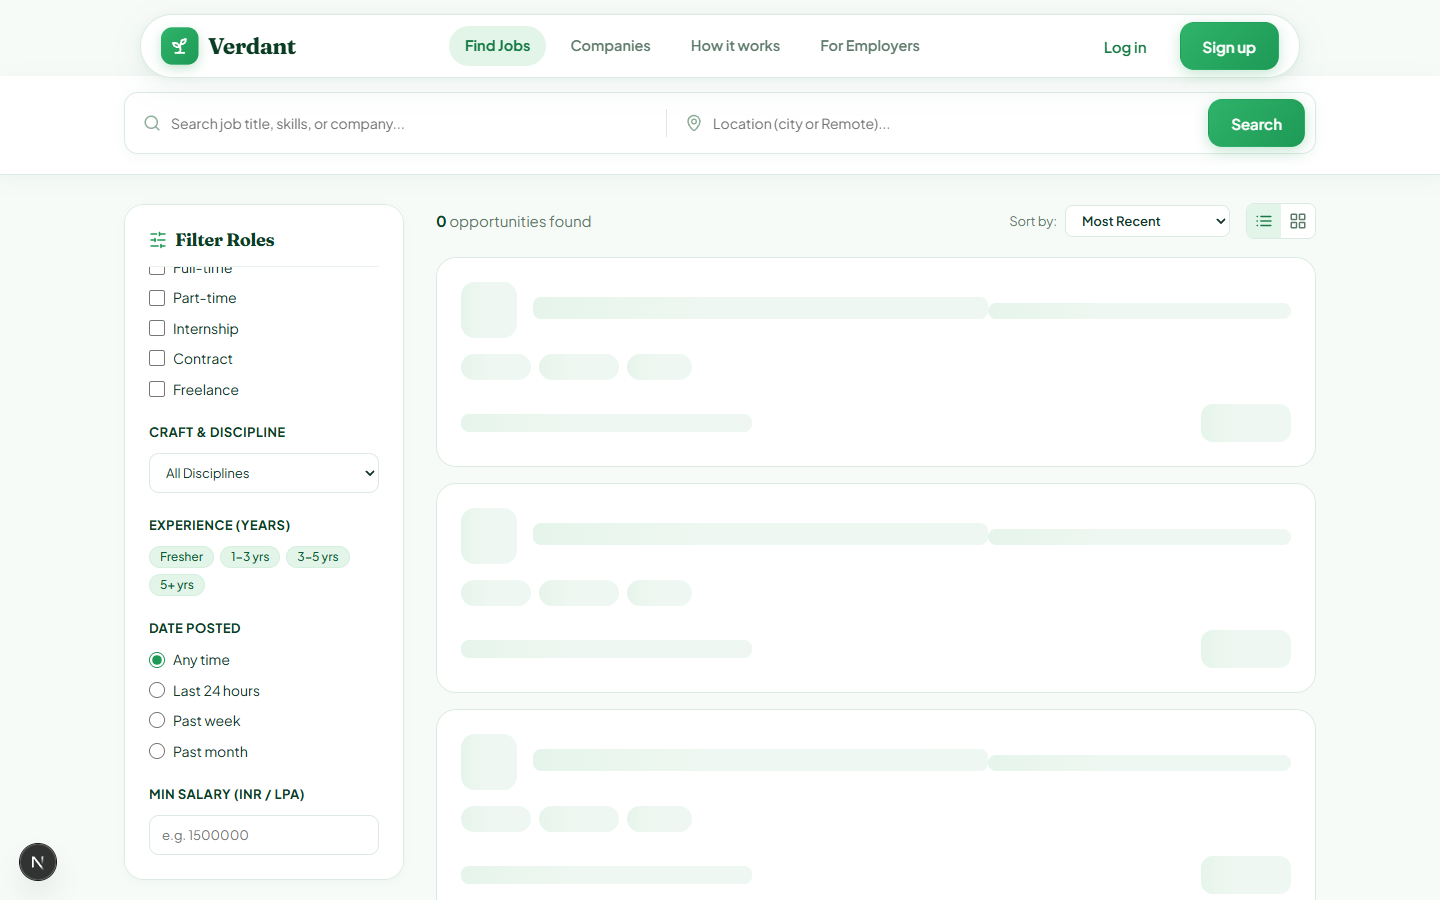 Verdant
Find Jobs
Companies
How it works
For Employers
Log in
Sign up
Search job title, skills, or company...
Location (city or Remote)...
Search
Filter Roles
Full-time
Part-time
Internship
Contract
Freelance
CRAFT & DISCIPLINE
All Disciplines
EXPERIENCE (YEARS)
Fresher
1–3 yrs
3–5 yrs
5+ yrs
DATE POSTED
Any time
Last 24 hours
Past week
Past month
MIN SALARY (INR / LPA)
e.g. 1500000
0 opportunities found
Sort by:
Most Recent
N